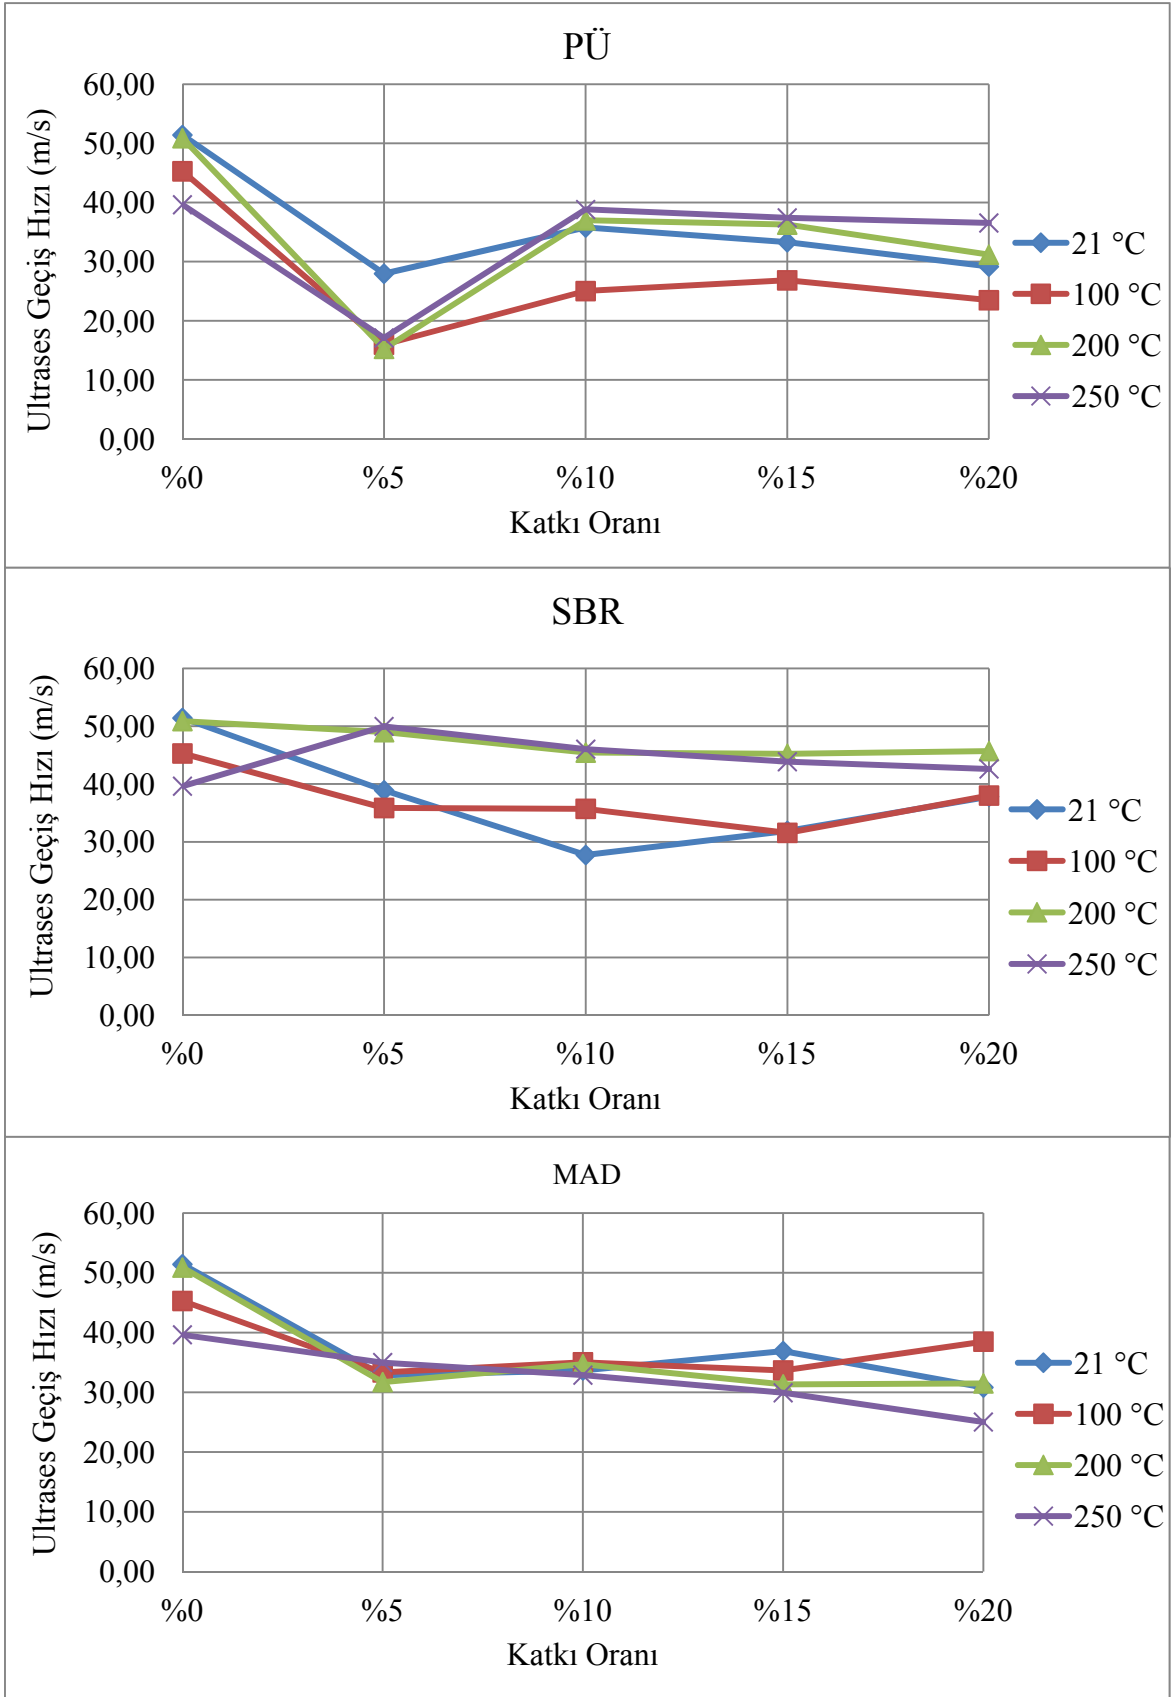 PÜ
Ultrases Geçiş Hızı (m/s)
60,00
50,00
40,00
30,00
20,00
10,00
0,00
%0 %5 %10 %15 %20
Katkı Oranı
21 °C
100 °C
200 °C
250 °C
SBR
Ultrases Geçiş Hızı (m/s)
60,00
50,00
40,00
30,00
20,00
10,00
0,00
%0 %5 %10 %15 %20
Katkı Oranı
21 °C
100 °C
200 °C
250 °C
MAD
Ultrases Geçiş Hızı (m/s)
60,00
50,00
40,00
30,00
20,00
10,00
0,00
%0 %5 %10 %15 %20
Katkı Oranı
21 °C
100 °C
200 °C
250 °C